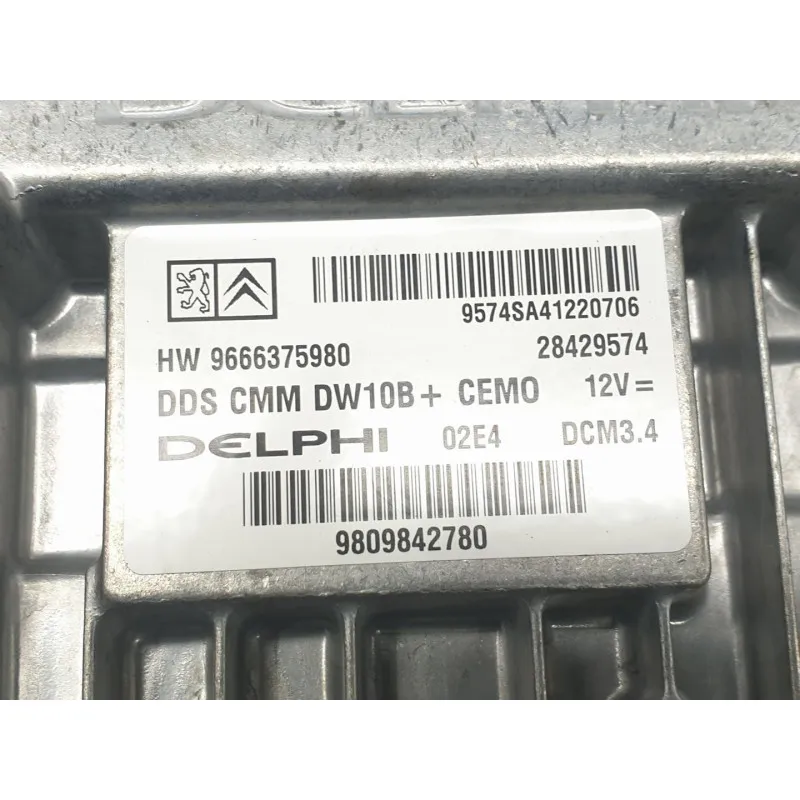 9574SA41220706
HW 9666375980 28429574
DDS CMM DW10B+ CEMO 12V=
DELPHI 02E4 DCM3.4
9809842780